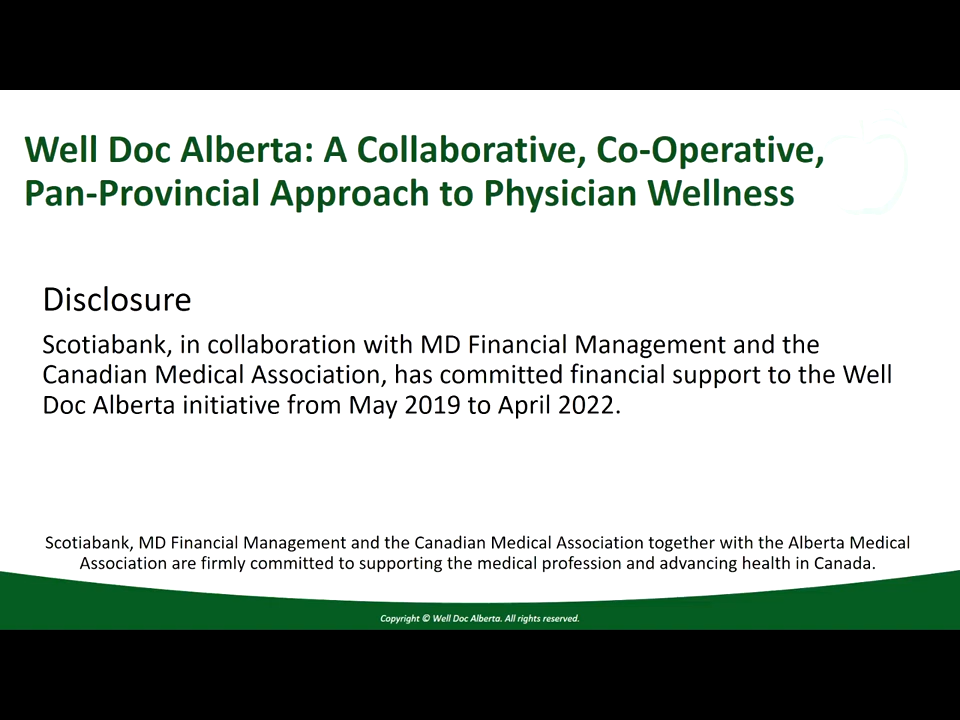 Well Doc Alberta: A Collaborative, Co-Operative,
Pan-Provincial Approach to Physician Wellness
Disclosure
Scotiabank, in collaboration with MD Financial Management and the
Canadian Medical Association, has committed financial support to the Well
Doc Alberta initiative from May 2019 to April 2022.
Scotiabank, MD Financial Management and the Canadian Medical Association together with the Alberta Medical
Association are firmly committed to supporting the medical profession and advancing health in Canada.
Copyright © Well Doc Alberta. All rights reserved.